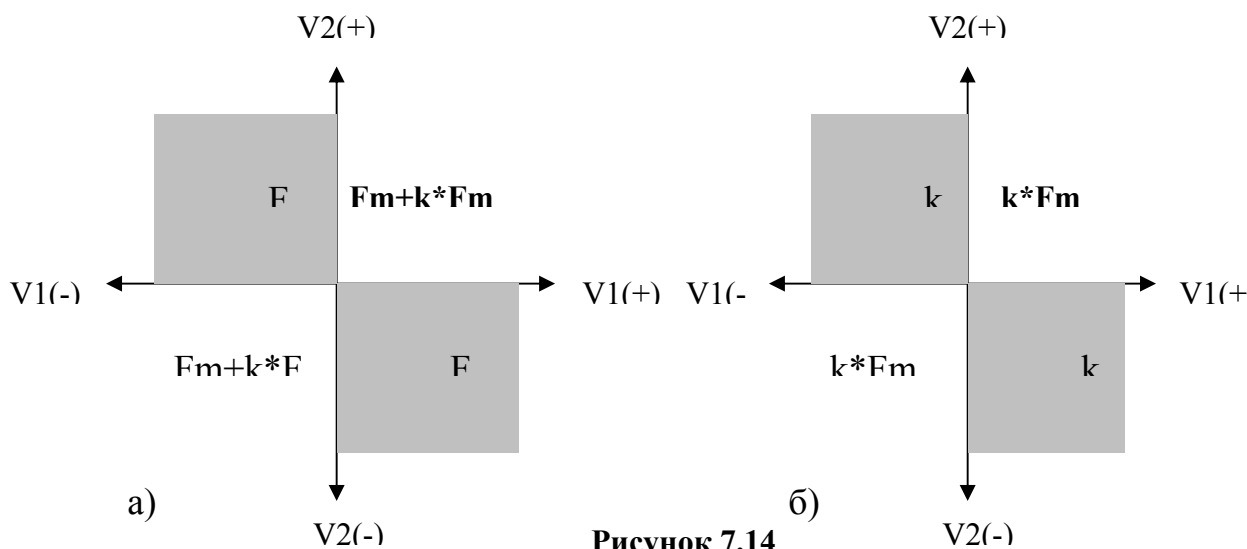 V2(+)
V2(+)
F
Fm+k*Fm
k
k*Fm
V1(-)
V1(+)
V1(-
V1(+
Fm+k*F
F
k*Fm
k
а)
б)
V2(-)
Рисунок 7.14
V2(-)